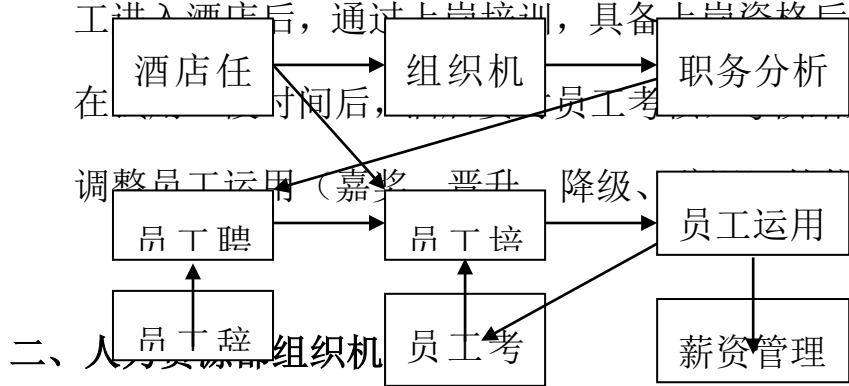 工进入酒店后，通过上岗培训，具备上岗资格后
酒店任
组织机
职务分析
在 时间后， 员工考
调整员工运用（嘉奖、晋升、降级、
员工聘
员工培
员工运用
员工辞
员工考
薪资管理
二、人力资源部组织机